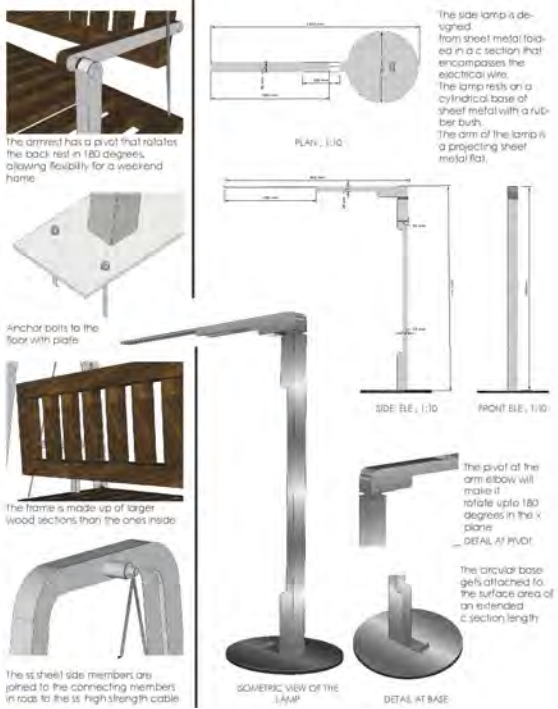 The armrest has a pivot that rotates
the back rest in 180 degrees,
allowing flexibility for a weekend
home
Anchor bolts to the
floor with plate
The frame is made up of larger
wood sections than the ones inside
The ss sheet side members are
joined to the connecting members
in rods to the ss high strength cable
PLAN , 1:10
The side lamp is de-
signed
from sheet metal fold-
ed in a c section that
encompasses the
electrical wire.
The lamp rests on a
cylindrical base of
sheet metal with a rub-
ber bush.
The arm of the lamp is
a projecting sheet
metal flat.
SIDE ELE , 1:10
FRONT ELE , 1:10
The pivot at the
arm elbow will
make it
rotate upto 180
degrees in the x
plane
DETAIL AT PIVOT
The circular base
gets attached to
the surface area of
an extended
c section length
ISOMETRIC VIEW OF THE
LAMP
DETAIL AT BASE